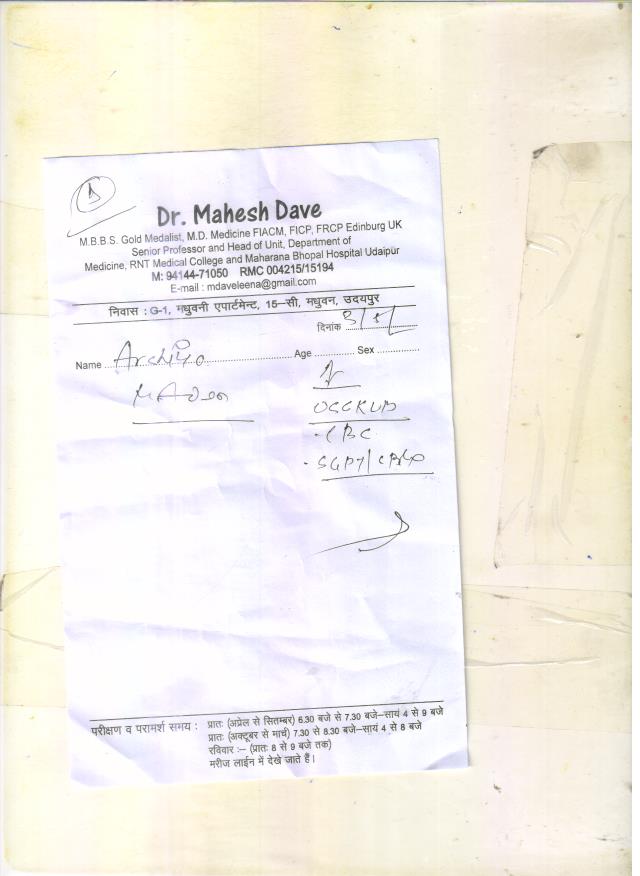 Dr. Mahesh Dave
M.B.B.S. Gold Medalist, M.D. Medicine FIACM, FICP, FRCP Edinburg UK
Senior Professor and Head of Unit, Department of
Medicine, RNT Medical College and Maharana Bhopal Hospital Udaipur
M: 94144-71050 RMC 004215/15194
E-mail : mdaveleena@gmail.com
निवास : G-1, मधुवनी एपार्टमेन्ट, 15-सी, मधुवन, उदयपुर
दिनांक
Name Age Sex
CBC
SGPT/
परीक्षण व परामर्श समय : प्रातः (अप्रेल से सितम्बर) 6.30 बजे से 7.30 बजे–सायं 4 से 9 बजे
प्रातः (अक्टूबर से मार्च) 7.30 से 8.30 बजे–सायं 4 से 8 बजे
रविवार :– (प्रातः 8 से 9 बजे तक)
मरीज लाईन में देखे जाते हैं।